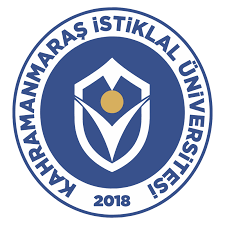 KAHRAMANMARAŞ İSTİKLAL ÜNİVERSİTESİ
2018